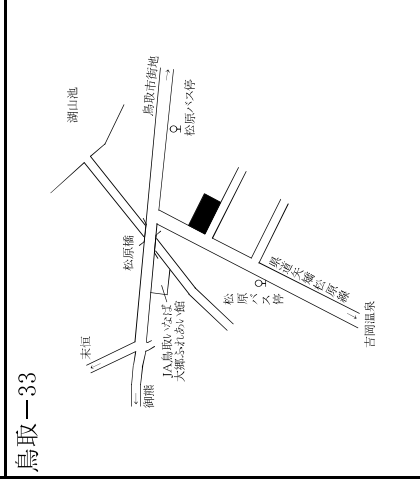 鳥取－33
湖山池
鳥取市街地
松原バス停
松原橋
末恒
JA鳥取いなば
大郷ふれあい館
御熊
松原バス停
県道矢矯松原線
吉岡温泉